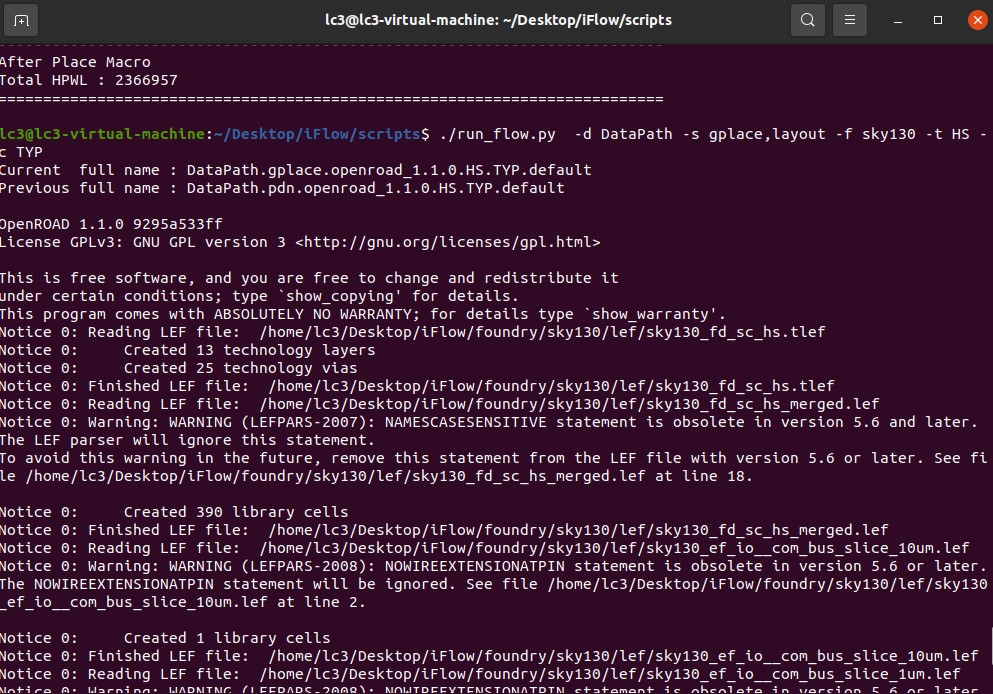 lc3@lc3-virtual-machine: ~/Desktop/iFlow/scripts
After Place Macro
Total HPWL : 2366957
=========================================================================
lc3@lc3-virtual-machine:~/Desktop/iFlow/scripts$ ./run_flow.py  -d DataPath -s gplace,layout -f sky130 -t HS -
c TYP
Current  full name : DataPath.gplace.openroad_1.1.0.HS.TYP.default
Previous full name : DataPath.pdn.openroad_1.1.0.HS.TYP.default
OpenROAD 1.1.0 9295a533ff
License GPLv3: GNU GPL version 3 <http://gnu.org/licenses/gpl.html>
This is free software, and you are free to change and redistribute it
under certain conditions; type `show_copying' for details.
This program comes with ABSOLUTELY NO WARRANTY; for details type `show_warranty'.
Notice 0: Reading LEF file:  /home/lc3/Desktop/iFlow/foundry/sky130/lef/sky130_fd_sc_hs.tlef
Notice 0:     Created 13 technology layers
Notice 0:     Created 25 technology vias
Notice 0: Finished LEF file:  /home/lc3/Desktop/iFlow/foundry/sky130/lef/sky130_fd_sc_hs.tlef
Notice 0: Reading LEF file:  /home/lc3/Desktop/iFlow/foundry/sky130/lef/sky130_fd_sc_hs_merged.lef
Notice 0: Warning: WARNING (LEFPARS-2007): NAMESCASESENSITIVE statement is obsolete in version 5.6 and later.
The LEF parser will ignore this statement.
To avoid this warning in the future, remove this statement from the LEF file with version 5.6 or later. See fi
le /home/lc3/Desktop/iFlow/foundry/sky130/lef/sky130_fd_sc_hs_merged.lef at line 18.
Notice 0:     Created 390 library cells
Notice 0: Finished LEF file:  /home/lc3/Desktop/iFlow/foundry/sky130/lef/sky130_fd_sc_hs_merged.lef
Notice 0: Reading LEF file:  /home/lc3/Desktop/iFlow/foundry/sky130/lef/sky130_ef_io__com_bus_slice_10um.lef
Notice 0: Warning: WARNING (LEFPARS-2008): NOWIREEXTENSIONATPIN statement is obsolete in version 5.6 or later.
The NOWIREEXTENSION statement will be ignored. See file /home/lc3/Desktop/iFlow/foundry/sky130/lef/sky130
_ef_io__com_bus_slice_10um.lef at line 2.
Notice 0:     Created 1 library cells
Notice 0: Finished LEF file:  /home/lc3/Desktop/iFlow/foundry/sky130/lef/sky130_ef_io__com_bus_slice_10um.lef
Notice 0: Reading LEF file:  /home/lc3/Desktop/iFlow/foundry/sky130/lef/sky130_ef_io__com_bus_slice_1um.lef
Notice 0: Warning: WARNING (LEFPARS-2008): NOWIREEXTENSIONATPIN statement is obsolete in version 5.6 or later.